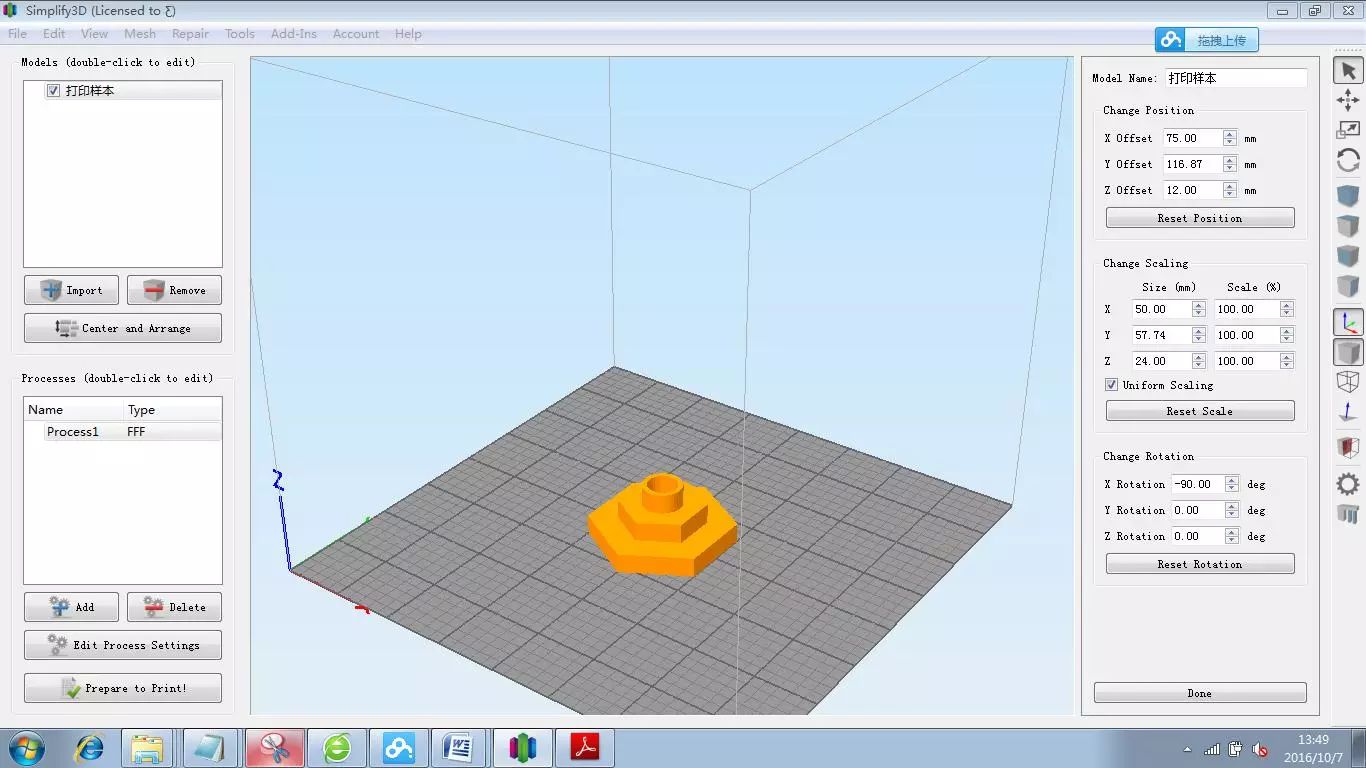 Simplify3D (Licensed to ζ)
File Edit View Mesh Repair Tools Add-Ins Account Help
拖拽上传
Models (double-click to edit)
打印样本
Import Remove
Center and Arrange
Processes (double-click to edit)
Name Type
Process1 FFF
Add Delete
Edit Process Settings
Prepare to Print!
Model Name: 打印样本
Change Position
X Offset 75.00 mm
Y Offset 116.87 mm
Z Offset 12.00 mm
Reset Position
Change Scaling
Size (mm) Scale (%)
X 50.00 100.00
Y 57.74 100.00
Z 24.00 100.00
Uniform Scaling
Reset Scale
Change Rotation
X Rotation -90.00 deg
Y Rotation 0.00 deg
Z Rotation 0.00 deg
Reset Rotation
Done
13:49
2016/10/7